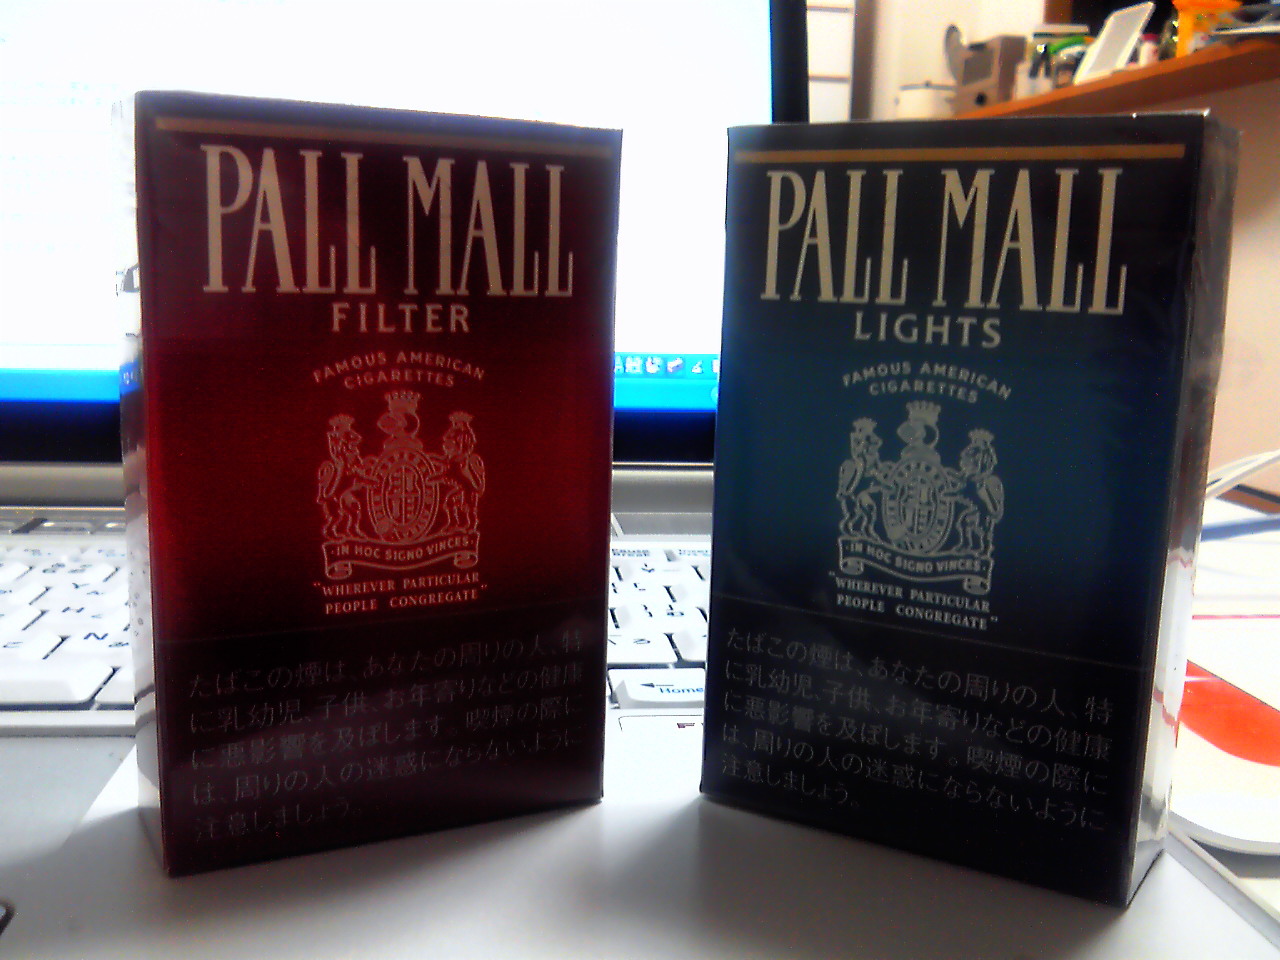 PALL MALL
FILTER
FAMOUS AMERICAN
CIGARETTES
IN HOC SIGNO VINCES
"WHEREVER PARTICULAR
PEOPLE CONGREGATE"
たばこの煙は、あなたの周りの人、特
に乳幼児、子供、お年寄りなどの健康
に悪影響を及ぼします。喫煙の際に
は、周りの人の迷惑にならないように
注意しましょう。
PALL MALL
LIGHTS
FAMOUS AMERICAN
CIGARETTES
IN HOC SIGNO VINCES
"WHEREVER PARTICULAR
PEOPLE CONGREGATE"
たばこの煙は、あなたの周りの人、特
に乳幼児、子供、お年寄りなどの健康
に悪影響を及ぼします。喫煙の際に
は、周りの人の迷惑にならないように
注意しましょう。
Home